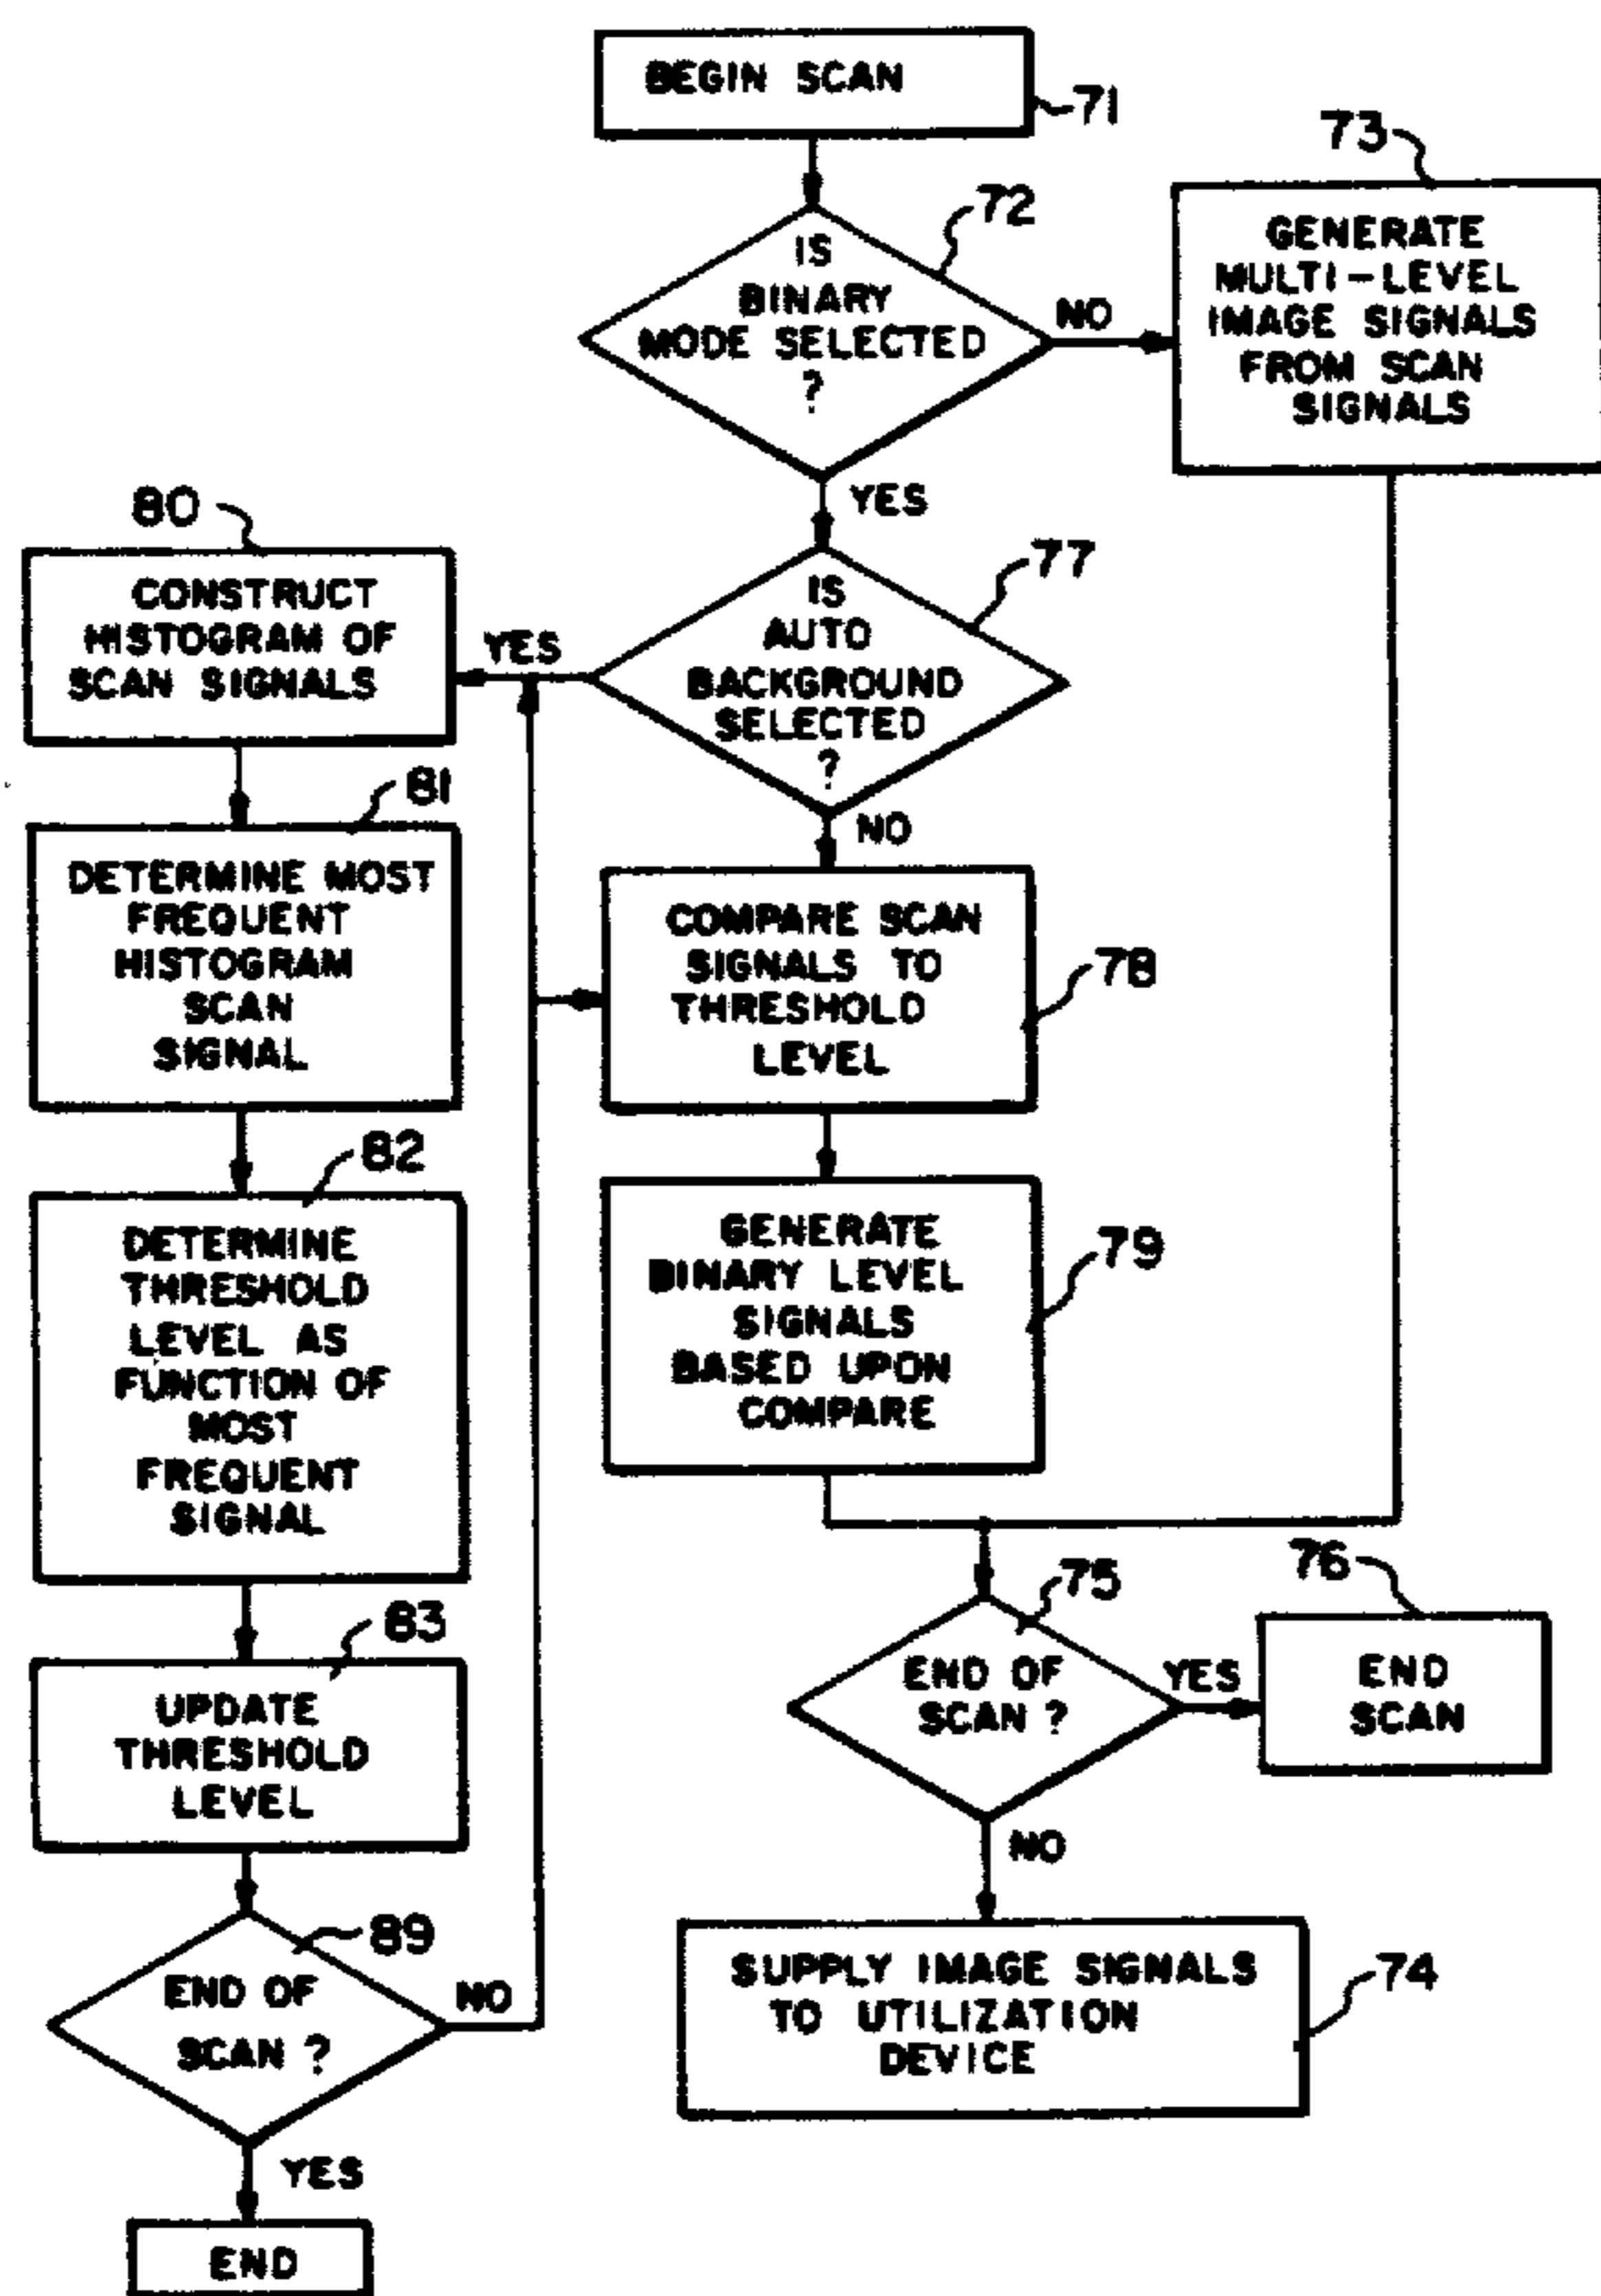 BEGIN SCAN
71
72
IS
BINARY
MODE SELECTED
?
NO
73
GENERATE
MULTI-LEVEL
IMAGE SIGNALS
FROM SCAN
SIGNALS
YES
77
IS
AUTO
BACKGROUND
SELECTED
?
YES
80
CONSTRUCT
HISTOGRAM OF
SCAN SIGNALS
81
DETERMINE MOST
FREQUENT
HISTOGRAM
SCAN
SIGNAL
82
DETERMINE
THRESHOLD
LEVEL AS
FUNCTION OF
MOST
FREQUENT
SIGNAL
83
UPDATE
THRESHOLD
LEVEL
89
END OF
SCAN ?
NO
YES
END
NO
COMPARE SCAN
SIGNALS TO
THRESHOLD
LEVEL
78
GENERATE
BINARY LEVEL
SIGNALS
BASED UPON
COMPARE
79
75
END OF
SCAN ?
YES
76
END
SCAN
NO
SUPPLY IMAGE SIGNALS
TO UTILIZATION
DEVICE
74